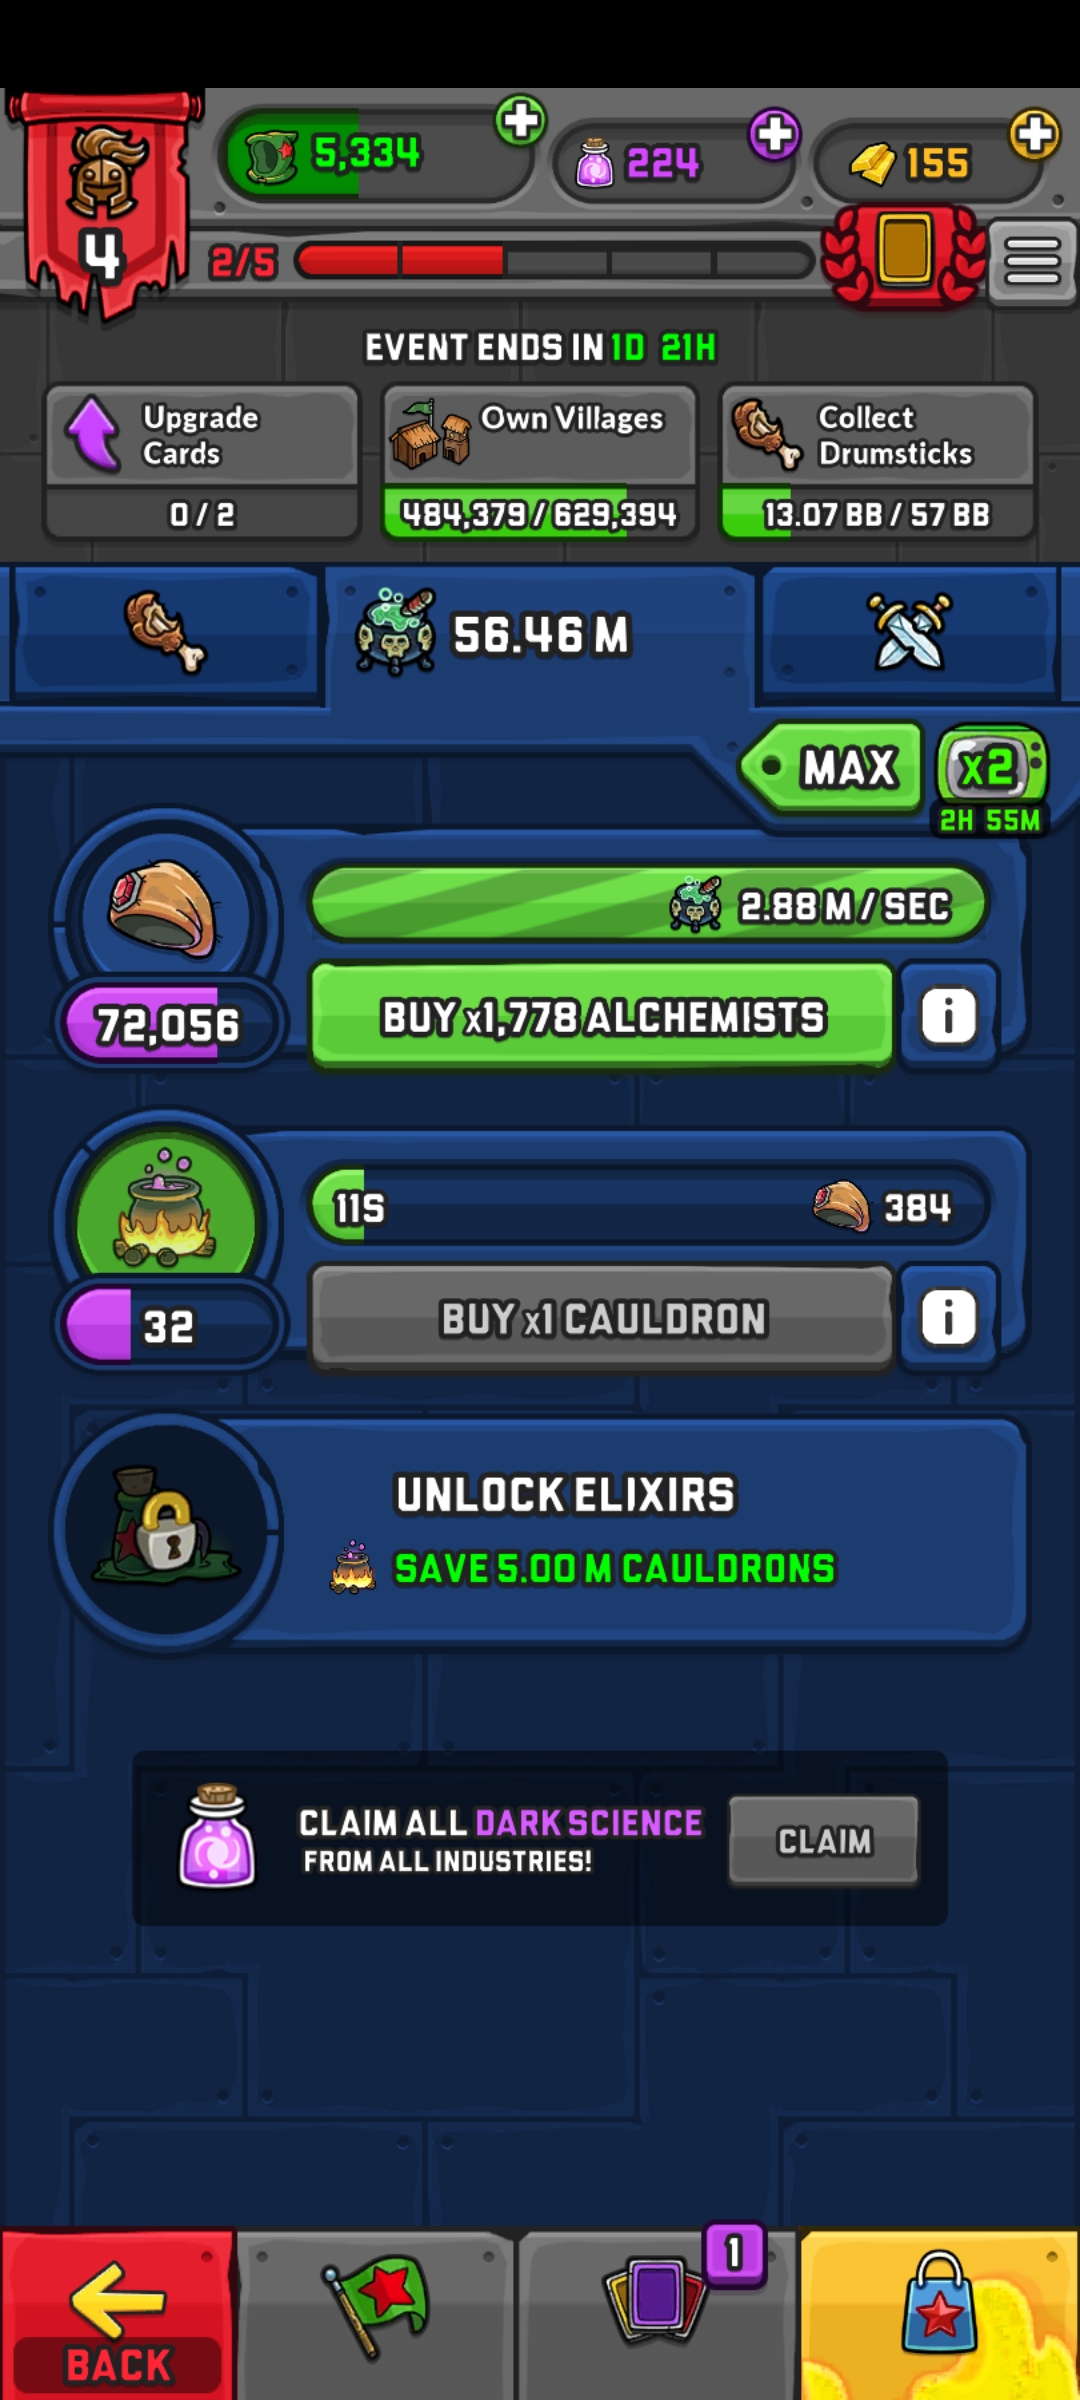 5,334
224
155
4
2/5
EVENT ENDS IN 1D 21H
Upgrade
Cards
0 / 2
Own Villages
484,379 / 629,394
Collect
Drumsticks
13.07 BB / 57 BB
56.46 M
MAX
x2
2H 55M
2.88 M / SEC
72,056
BUY x1,778 ALCHEMISTS
i
11S
384
32
BUY x1 CAULDRON
i
UNLOCK ELIXIRS
SAVE 5.00 M CAULDRONS
CLAIM ALL DARK SCIENCE
FROM ALL INDUSTRIES!
CLAIM
1
BACK